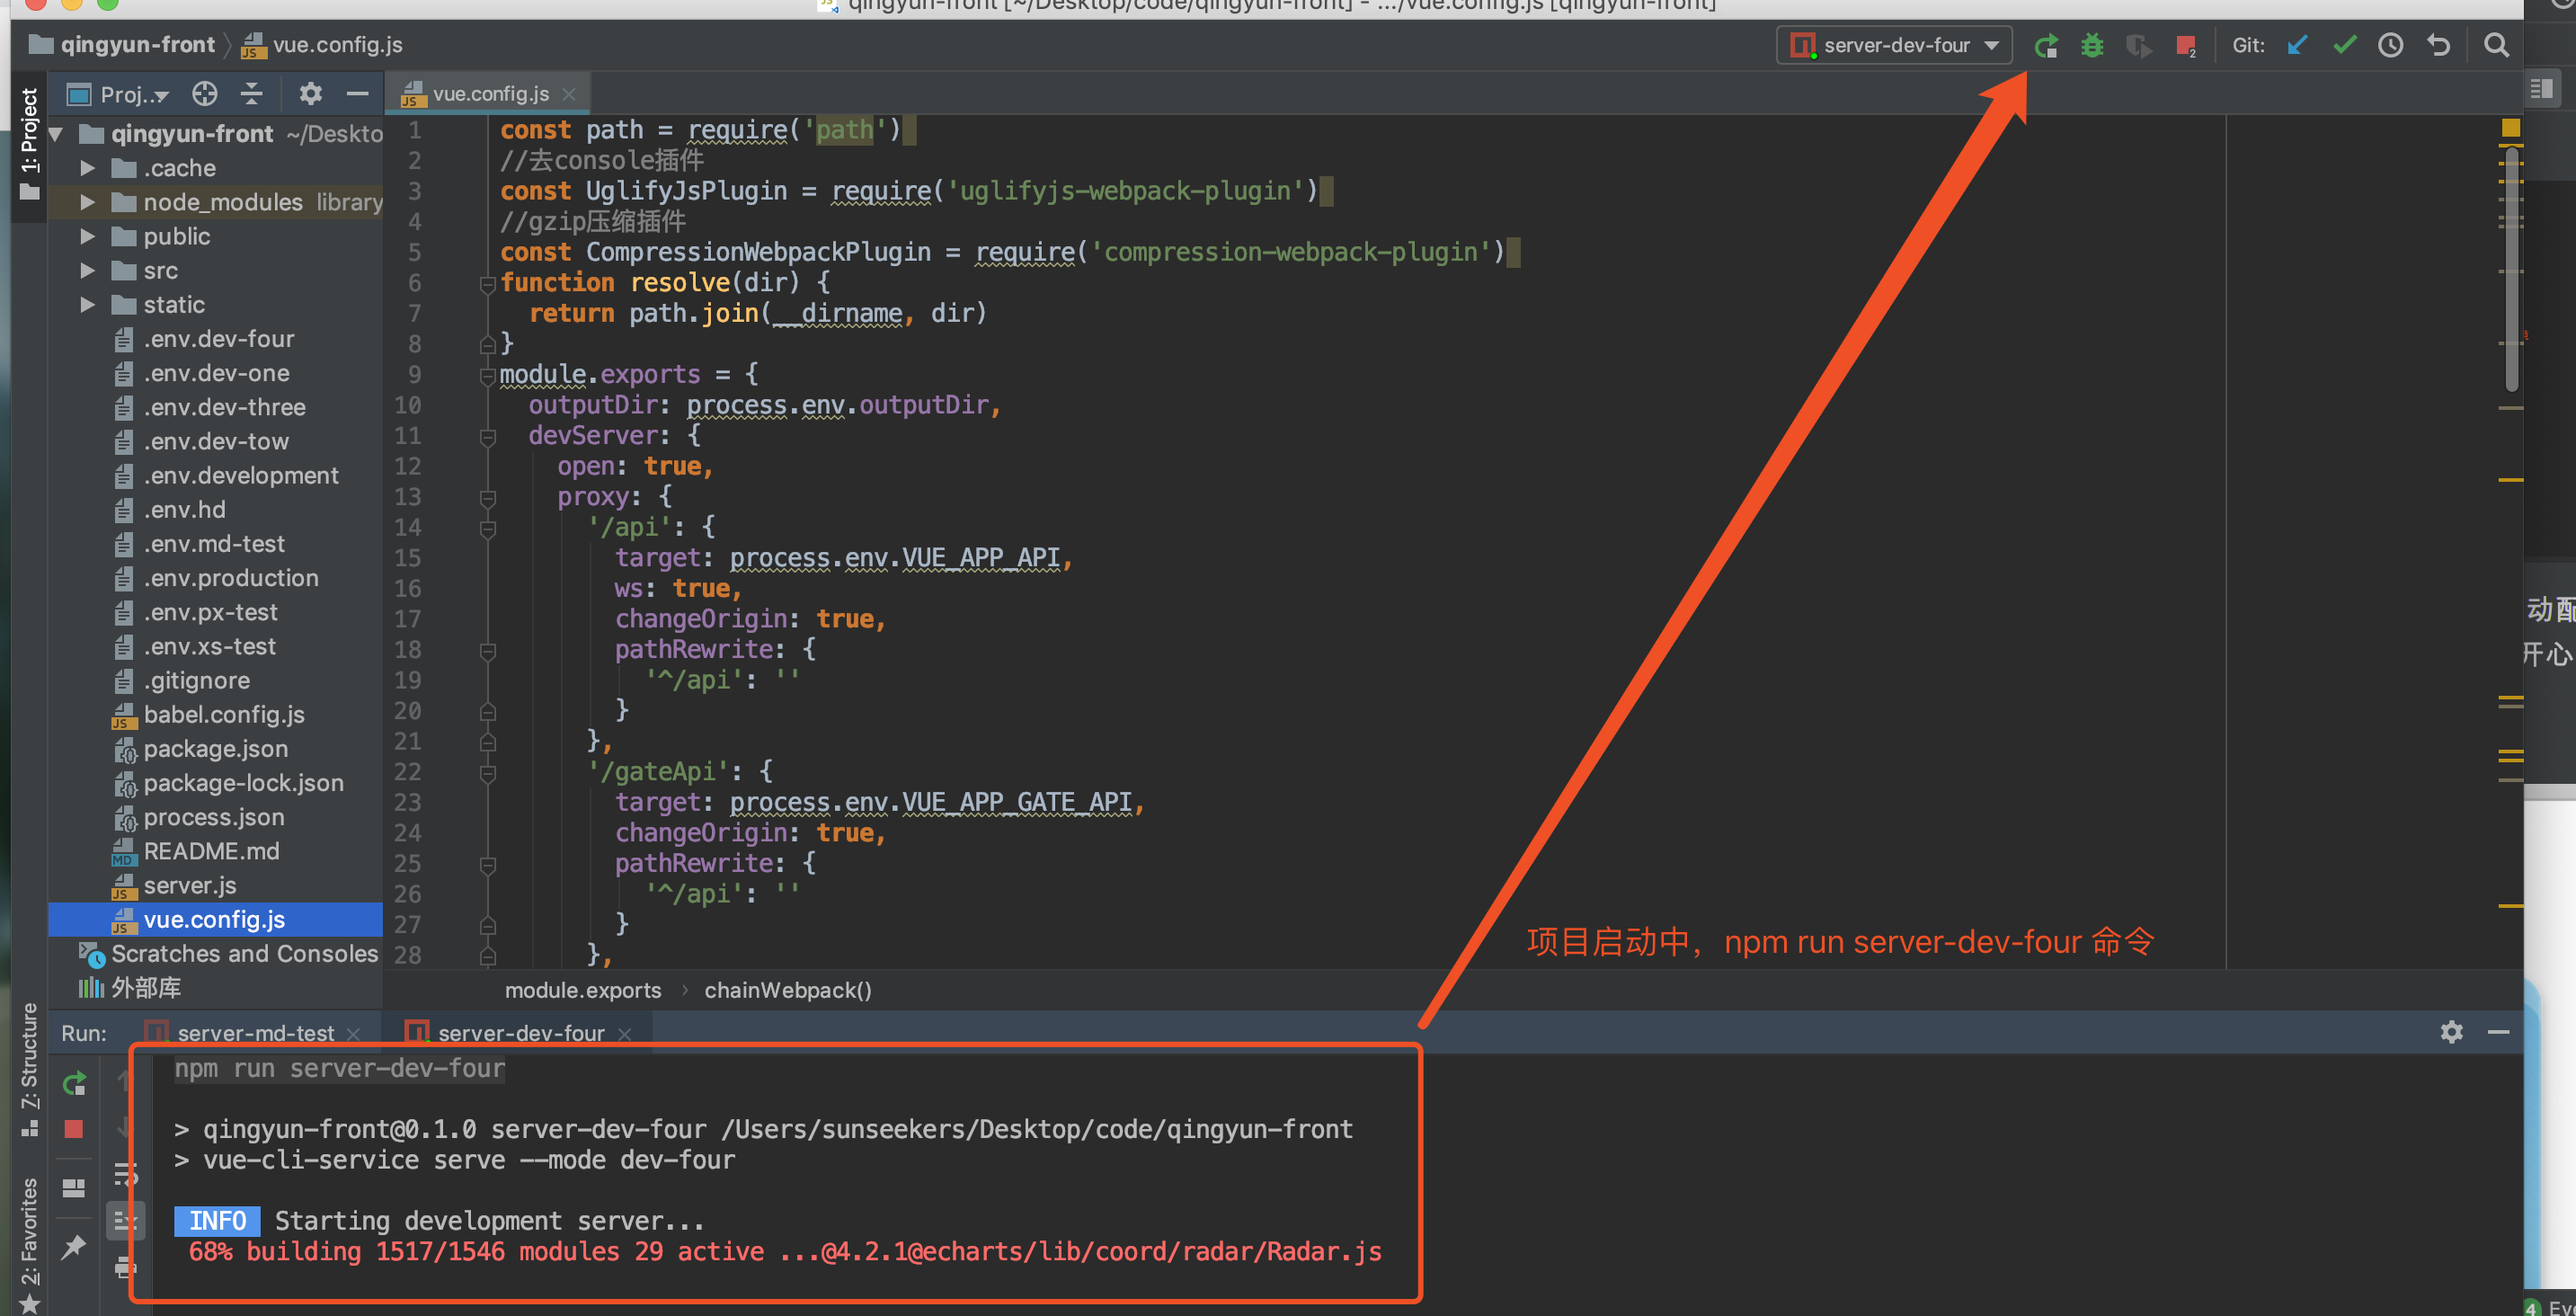 qingyun-front [~/Desktop/code/qingyun-front] - .../vue.config.js [qingyun-front]
qingyun-front
vue.config.js
server-dev-four
Git:
Proj...
vue.config.js
1: Project
qingyun-front ~/Deskto
.cache
node_modules library
public
src
static
.env.dev-four
.env.dev-one
.env.dev-three
.env.dev-tow
.env.development
.env.hd
.env.md-test
.env.production
.env.px-test
.env.xs-test
.gitignore
babel.config.js
package.json
package-lock.json
process.json
README.md
server.js
vue.config.js
Scratches and Consoles
外部库
1 const path = require('path')
2 //去console插件
3 const UglifyJsPlugin = require('uglifyjs-webpack-plugin')
4 //gzip压缩插件
5 const CompressionWebpackPlugin = require('compression-webpack-plugin')
6 function resolve(dir) {
7 return path.join(__dirname, dir)
8 }
9 module.exports = {
10 outputDir: process.env.outputDir,
11 devServer: {
12 open: true,
13 proxy: {
14 '/api': {
15 target: process.env.VUE_APP_API,
16 ws: true,
17 changeOrigin: true,
18 pathRewrite: {
19 '^/api': ''
20 }
21 },
22 '/gateApi': {
23 target: process.env.VUE_APP_GATE_API,
24 changeOrigin: true,
25 pathRewrite: {
26 '^/api': ''
27 }
28 },
项目启动中，npm run server-dev-four 命令
动配
开心
module.exports › chainWebpack()
Run:
server-md-test
server-dev-four
7: Structure
2: Favorites
npm run server-dev-four
> qingyun-front@0.1.0 server-dev-four /Users/sunseekers/Desktop/code/qingyun-front
> vue-cli-service serve --mode dev-four
INFO Starting development server...
68% building 1517/1546 modules 29 active ...@4.2.1@echarts/lib/coord/radar/Radar.js
4